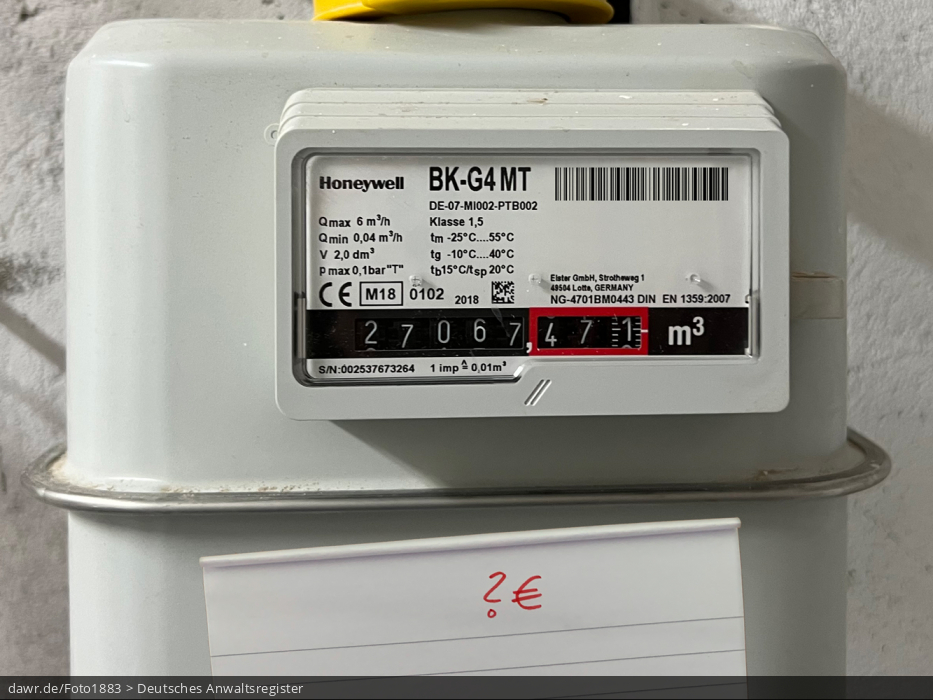 Honeywell BK-G4 MT
DE-07-MI002-PTB002
Qmax 6 m³/h Klasse 1,5
Qmin 0,04 m³/h tm -25°C....55°C
V 2,0 dm³ tg -10°C....40°C
pmax 0,1bar"T" tb15°C/tsp 20°C
Elster GmbH, Strotheweg 1
49504 Lotte, GERMANY
CE M18 0102 2018 NG-4701BM0443 DIN EN 1359:2007
27067,471 m³
S/N:002537673264 1 imp ≙ 0,01m³
?€
dawr.de/Foto1883 > Deutsches Anwaltsregister